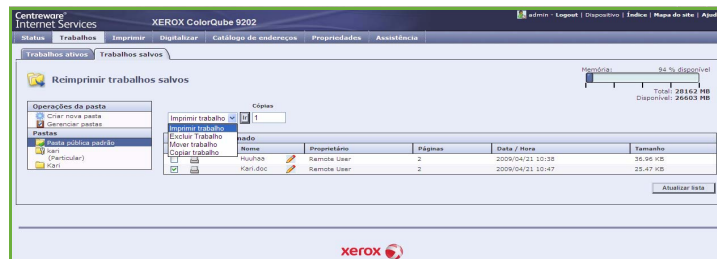 Centreware®
Internet Services
XEROX ColorQube 9202
admin - Logout | Dispositivo | Índice | Mapa do site | Ajud
Status Trabalhos Imprimir Digitalizar Catálogo de endereços Propriedades Assistência
Trabalhos ativos Trabalhos salvos
Reimprimir trabalhos salvos
Memória: 94 % disponível
Total: 28162 MB
Disponível: 26603 MB
Operações da pasta
Criar nova pasta
Gerenciar pastas
Pastas
Pasta pública padrão
kari
(Particular)
Kari
Cópias
Imprimir trabalho Ir 1
Imprimir trabalho
Excluir Trabalho
Mover trabalho
Copiar trabalho
nado
Nome Proprietário Páginas Data / Hora Tamanho
Huuhaa Remote User 2 2009/04/21 10:38 36.96 KB
Kari.doc Remote User 2 2009/04/21 10:47 25.47 KB
Atualizar lista
xerox